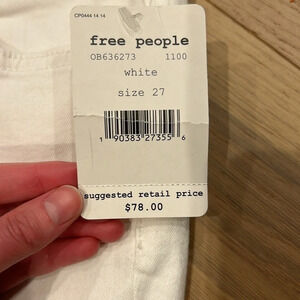 CP0444 14 14
free people
OB636273 1100
white
size 27
1 90383 27355 6
suggested retail price
$78.00